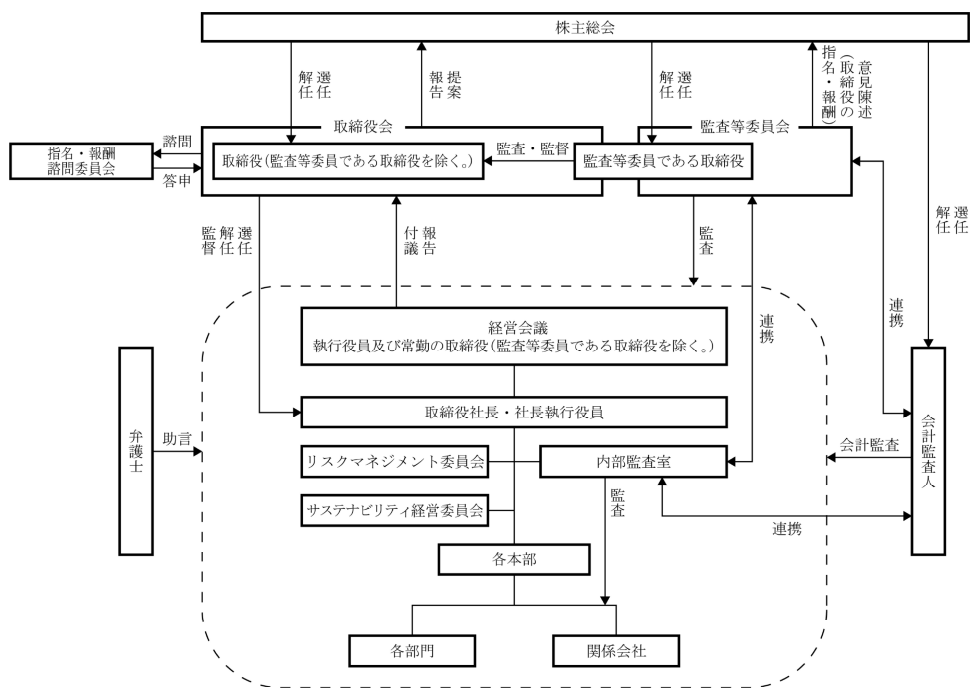 株主総会
選任
解任
提案
報告
選任
解任
意見陳述
(取締役の
指名・報酬)
取締役会
監査等委員会
諮問
指名・報酬
諮問委員会
答申
取締役(監査等委員である取締役を除く。)
監査・監督
監査等委員である取締役
選任
解任
監督
報告
付議
監査
連携
連携
選任
解任
経営会議
執行役員及び常勤の取締役(監査等委員である取締役を除く。)
取締役社長・社長執行役員
弁護士
助言
リスクマネジメント委員会
内部監査室
会計監査
会計監査人
サステナビリティ経営委員会
監査
連携
各本部
各部門
関係会社